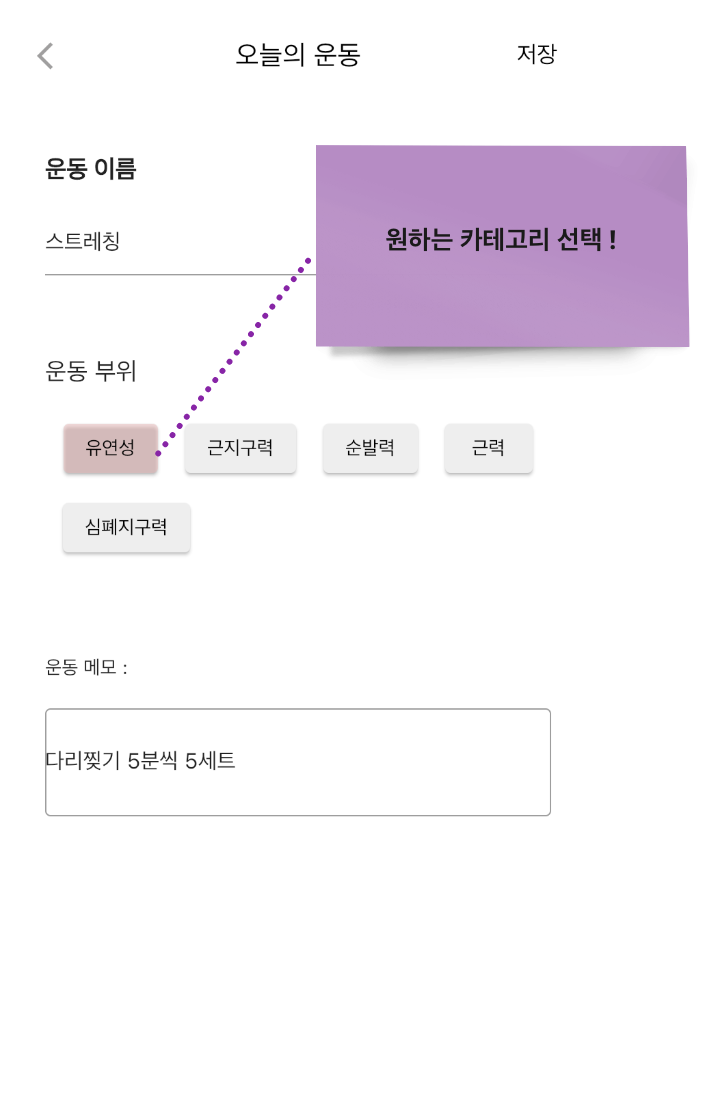 오늘의 운동 저장
운동 이름
원하는 카테고리 선택 !
스트레칭
운동 부위
유연성 근지구력 순발력 근력
심폐지구력
운동 메모 :
다리찢기 5분씩 5세트